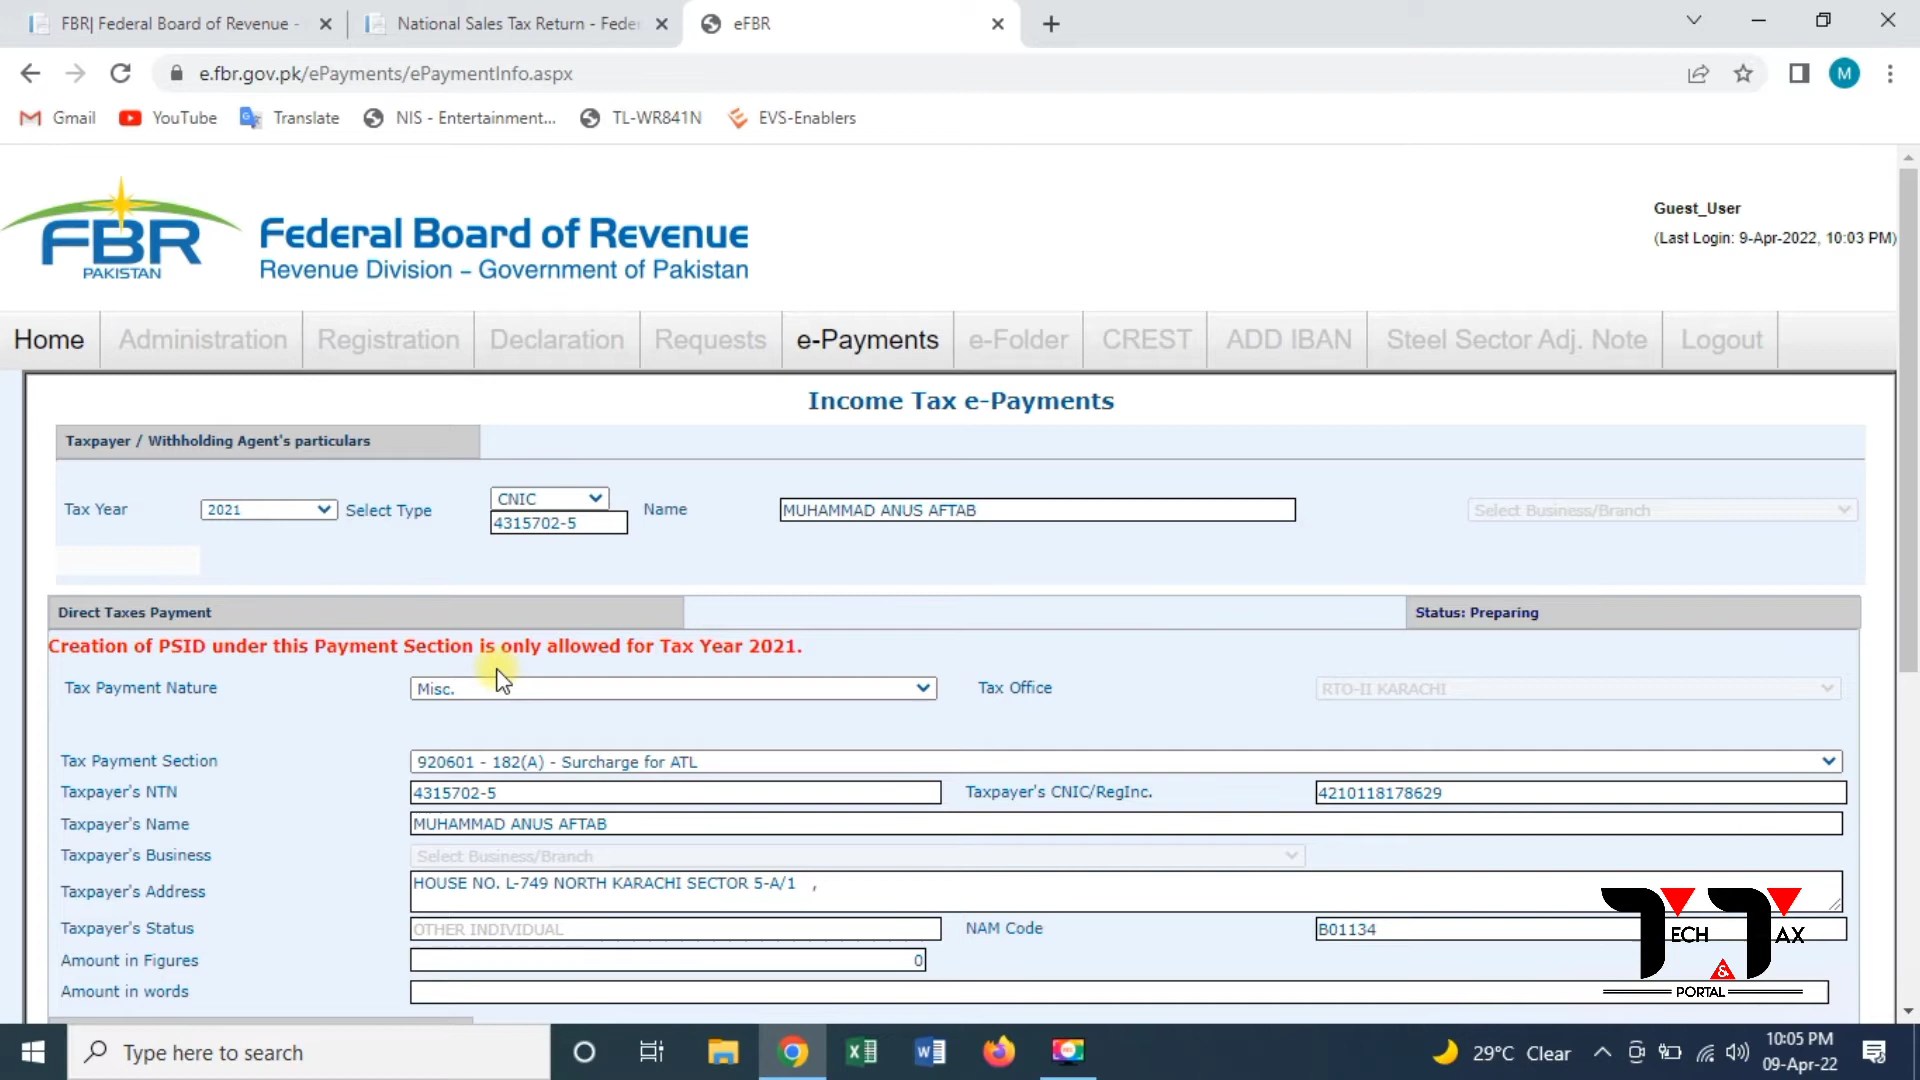 FBR| Federal Board of Revenue -
National Sales Tax Return - Fede
eFBR
e.fbr.gov.pk/ePayments/ePaymentInfo.aspx
M
Gmail
YouTube
Translate
NIS - Entertainment...
TL-WR841N
EVS-Enablers
FBR
PAKISTAN
Federal Board of Revenue
Revenue Division – Government of Pakistan
Guest_User
(Last Login: 9-Apr-2022, 10:03 PM)
Home Administration Registration Declaration Requests e-Payments e-Folder CREST ADD IBAN Steel Sector Adj. Note Logout
Income Tax e-Payments
Taxpayer / Withholding Agent's particulars
Tax Year 2021 Select Type CNIC Name MUHAMMAD ANUS AFTAB Select Business/Branch
4315702-5
Direct Taxes Payment Status: Preparing
Creation of PSID under this Payment Section is only allowed for Tax Year 2021.
Tax Payment Nature Misc. Tax Office RTO-II KARACHI
Tax Payment Section 920601 - 182(A) - Surcharge for ATL
Taxpayer's NTN 4315702-5 Taxpayer's CNIC/RegInc. 4210118178629
Taxpayer's Name MUHAMMAD ANUS AFTAB
Taxpayer's Business Select Business/Branch
Taxpayer's Address HOUSE NO. L-749 NORTH KARACHI SECTOR 5-A/1 ,
Taxpayer's Status OTHER INDIVIDUAL NAM Code B01134
Amount in Figures 0
Amount in words
TECH & TAX
PORTAL
Type here to search
29°C Clear
10:05 PM
09-Apr-22